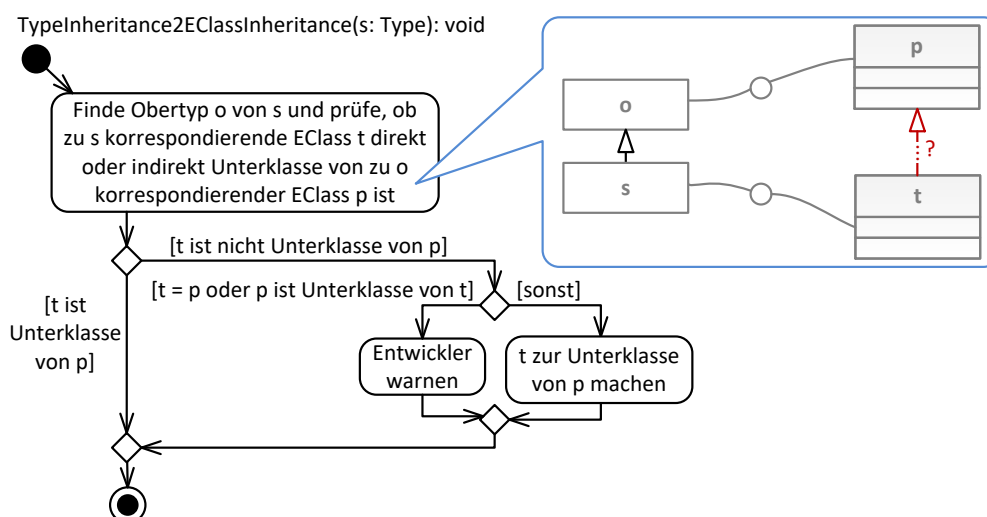 TypeInheritance2EClassInheritance(s: Type): void
Finde Obertyp o von s und prüfe, ob
zu s korrespondierende EClass t direkt
oder indirekt Unterklasse von zu o
korrespondierender EClass p ist
o
p
s
?
t
[t ist nicht Unterklasse von p]
[t = p oder p ist Unterklasse von t]
[sonst]
[t ist
Unterklasse
von p]
Entwickler
warnen
t zur Unterklasse
von p machen